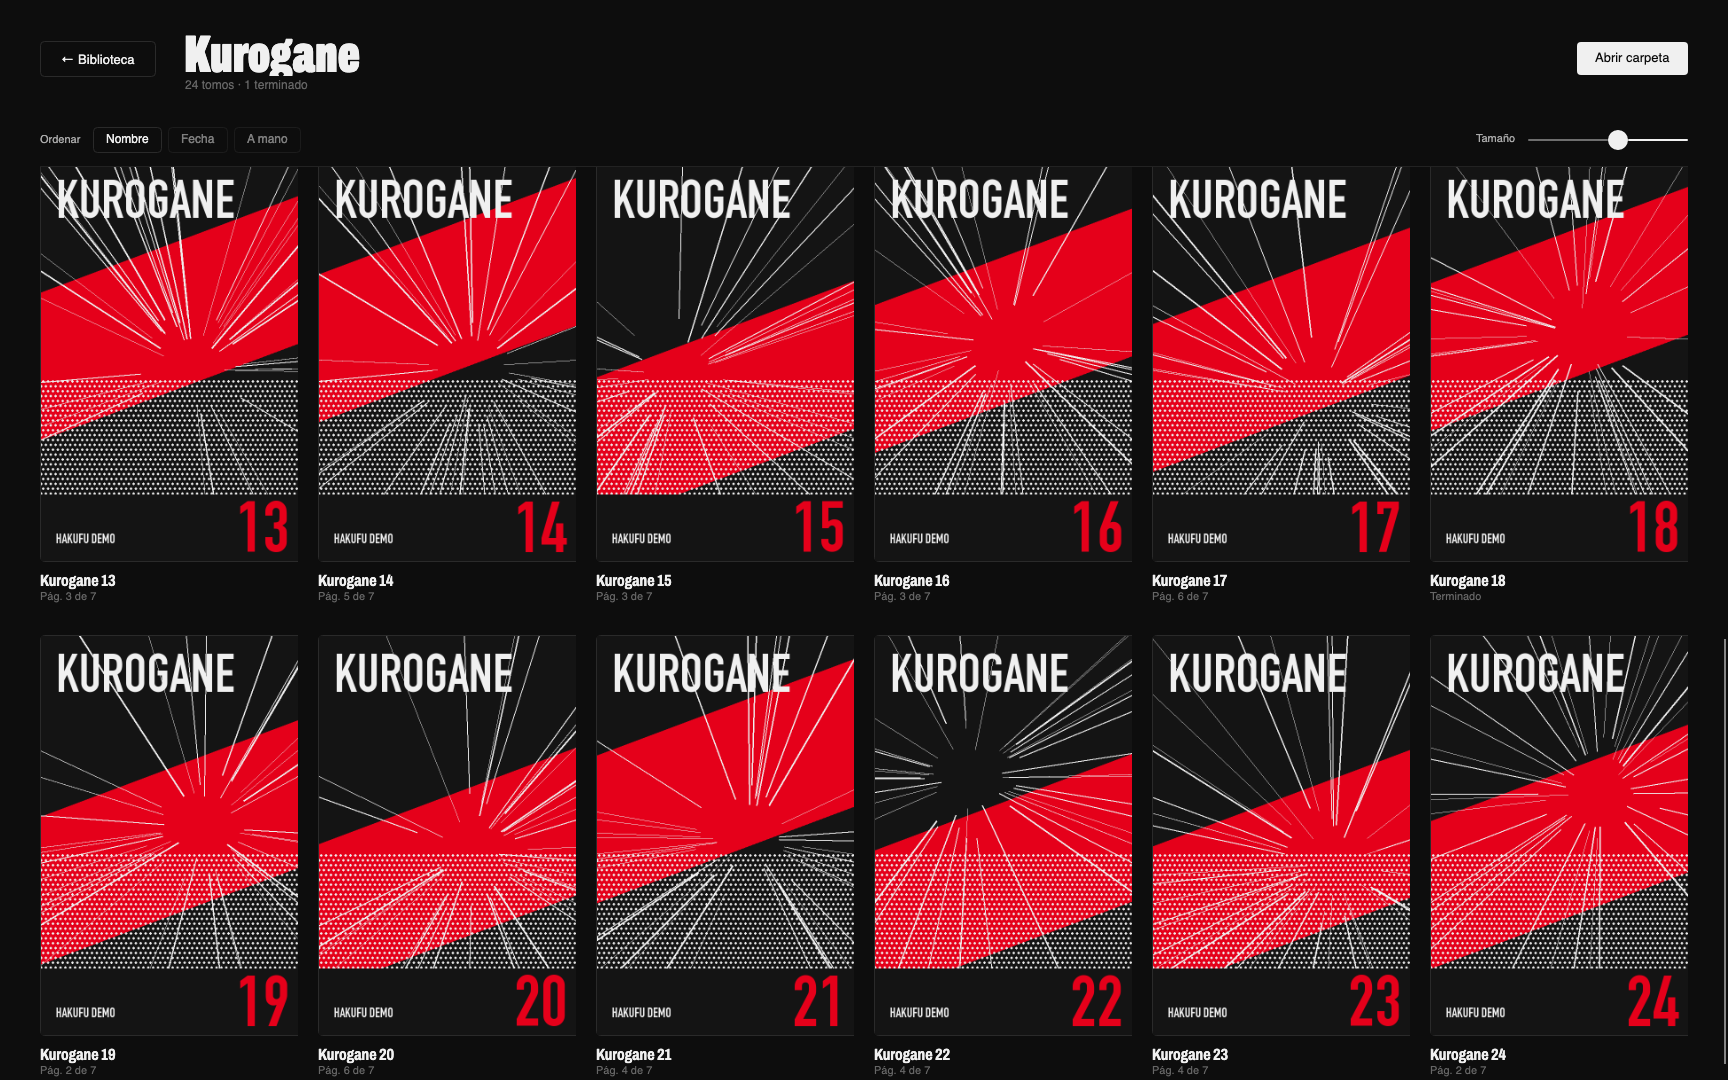 ← Biblioteca
Kurogane
24 tomos · 1 terminado
Abrir carpeta
Ordenar
Nombre
Fecha
A mano
Tamaño
KUROGANE
HAKUFU DEMO
13
Kurogane 13
Pág. 3 de 7
KUROGANE
HAKUFU DEMO
14
Kurogane 14
Pág. 5 de 7
KUROGANE
HAKUFU DEMO
15
Kurogane 15
Pág. 3 de 7
KUROGANE
HAKUFU DEMO
16
Kurogane 16
Pág. 3 de 7
KUROGANE
HAKUFU DEMO
17
Kurogane 17
Pág. 6 de 7
KUROGANE
HAKUFU DEMO
18
Kurogane 18
Terminado
KUROGANE
HAKUFU DEMO
19
Kurogane 19
Pág. 2 de 7
KUROGANE
HAKUFU DEMO
20
Kurogane 20
Pág. 6 de 7
KUROGANE
HAKUFU DEMO
21
Kurogane 21
Pág. 4 de 7
KUROGANE
HAKUFU DEMO
22
Kurogane 22
Pág. 4 de 7
KUROGANE
HAKUFU DEMO
23
Kurogane 23
Pág. 4 de 7
KUROGANE
HAKUFU DEMO
24
Kurogane 24
Pág. 2 de 7